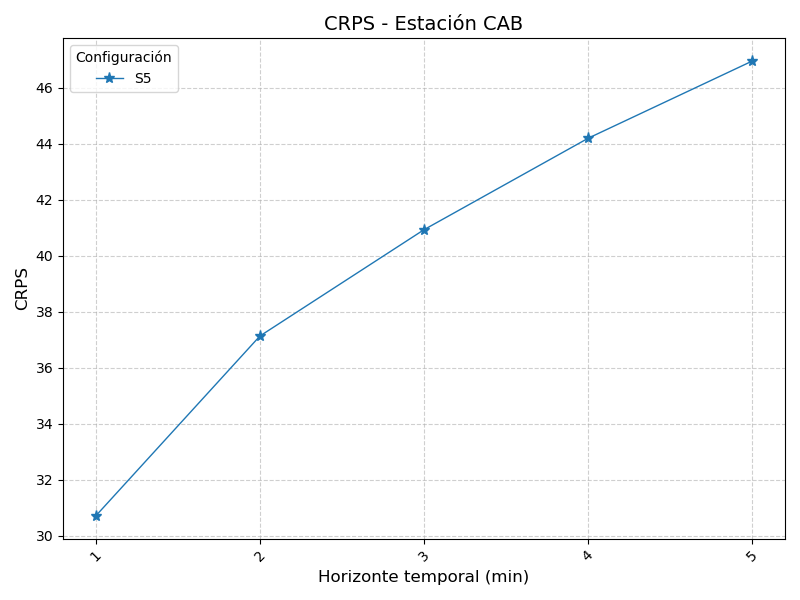 CRPS - Estación CAB
Configuración
S5
CRPS
46
44
42
40
38
36
34
32
30
1
2
3
4
5
Horizonte temporal (min)